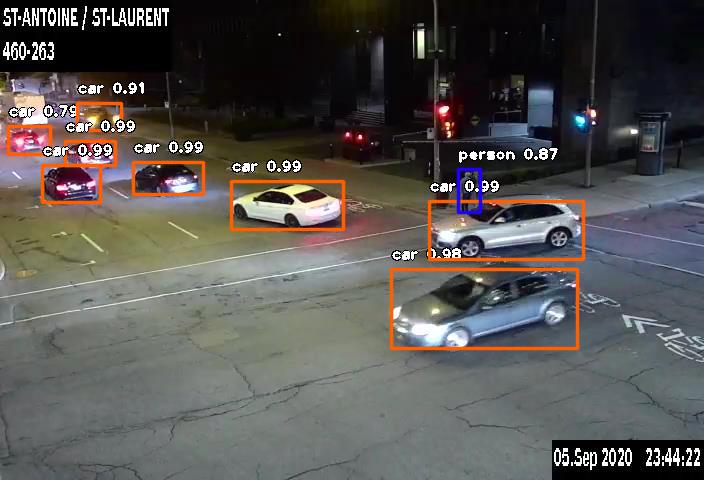 ST-ANTOINE / ST-LAURENT
460-263
car 0.91
car 0.79
car 0.99
car 0.99
car 0.99
car 0.99
person 0.87
car 0.99
car 0.98
05.Sep 2020 23:44:22